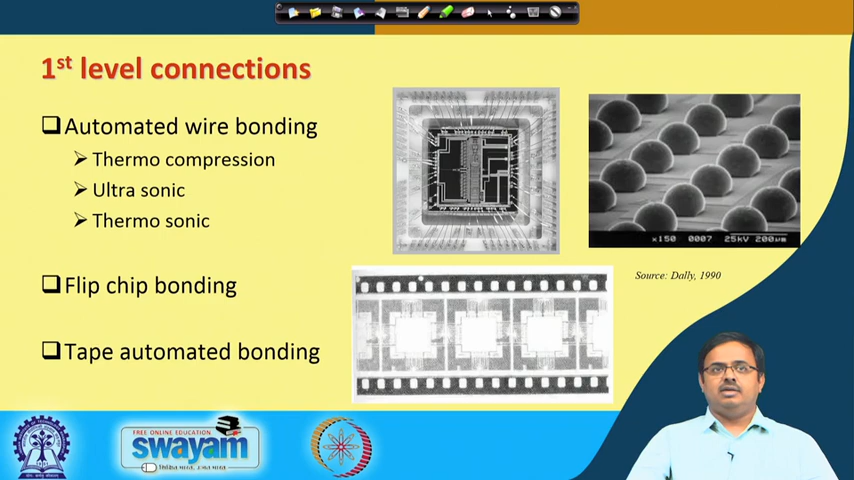 1st level connections
❑Automated wire bonding
➢ Thermo compression
➢ Ultra sonic
➢ Thermo sonic
❑Flip chip bonding
❑Tape automated bonding
x150 0007 25kV 200µm
Source: Dally, 1990
FREE ONLINE EDUCATION
swayam